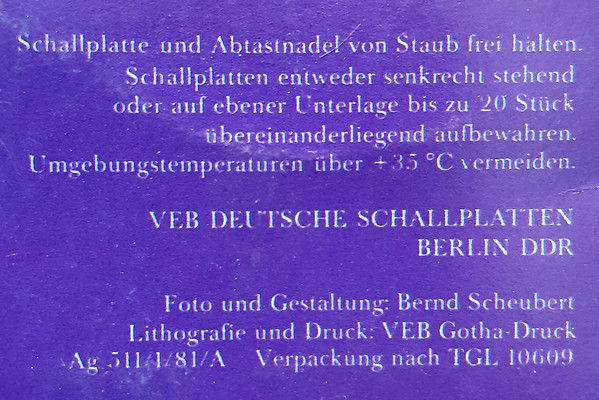 Schallplatte und Abtastnadel von Staub frei halten.
Schallplatten entweder senkrecht stehend
oder auf ebener Unterlage bis zu 20 Stück
übereinanderliegend aufbewahren.
Umgebungstemperaturen über +35 °C vermeiden.
VEB DEUTSCHE SCHALLPLATTEN
BERLIN DDR
Foto und Gestaltung: Bernd Scheubert
Lithografie und Druck: VEB Gotha-Druck
Ag 511/1/81/A Verpackung nach TGL 10609